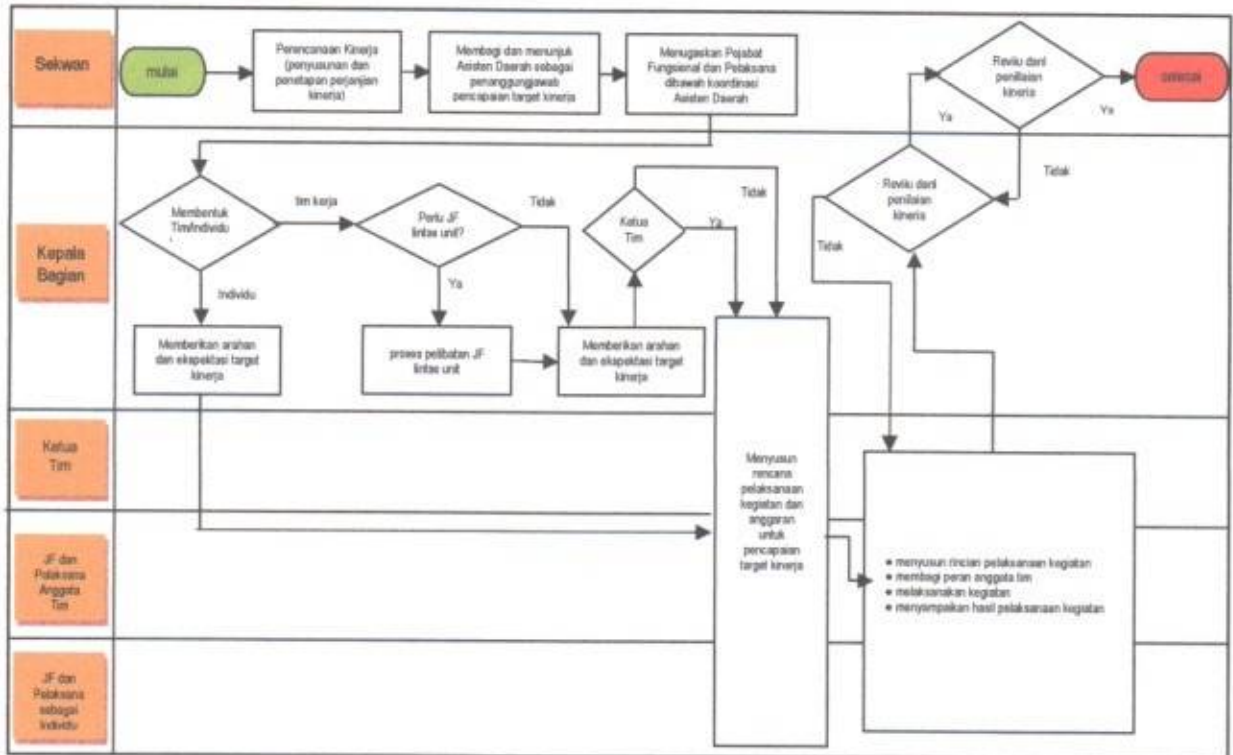 Sekwan
mulai
Perencanaan Kinerja
(penyusunan dan
penetapan perjanjian
kinerja)
Membagi dan menunjuk
Asisten Daerah sebagai
penanggungjawab
pencapaian target kinerja
Menugaskan Pejabat
Fungsional dan Pelaksana
dibawah koordinasi
Asisten Daerah
Reviu dan
penilaian
kinerja
Ya
selesai
Ya
Tidak
Kepala
Bagian
Membentuk
Tim/Individu
tim kerja
Perlu JF
lintas unit?
Tidak
Ketua
Tim
Tidak
Ya
Reviu dan
penilaian
kinerja
Tidak
Individu
Ya
Memberikan arahan
dan ekspektasi target
kinerja
proses pelibatan JF
lintas unit
Memberikan arahan
dan ekspektasi target
kinerja
Ketua
Tim
Menyusun
rencana
pelaksanaan
kegiatan dan
anggaran
untuk
pencapaian
target kinerja
JF dan
Pelaksana
Anggota
Tim
• menyusun rincian pelaksanaan kegiatan
• membagi peran anggota tim
• melaksanakan kegiatan
• menyampaikan hasil pelaksanaan kegiatan
JF dan
Pelaksana
sebagai
Individu